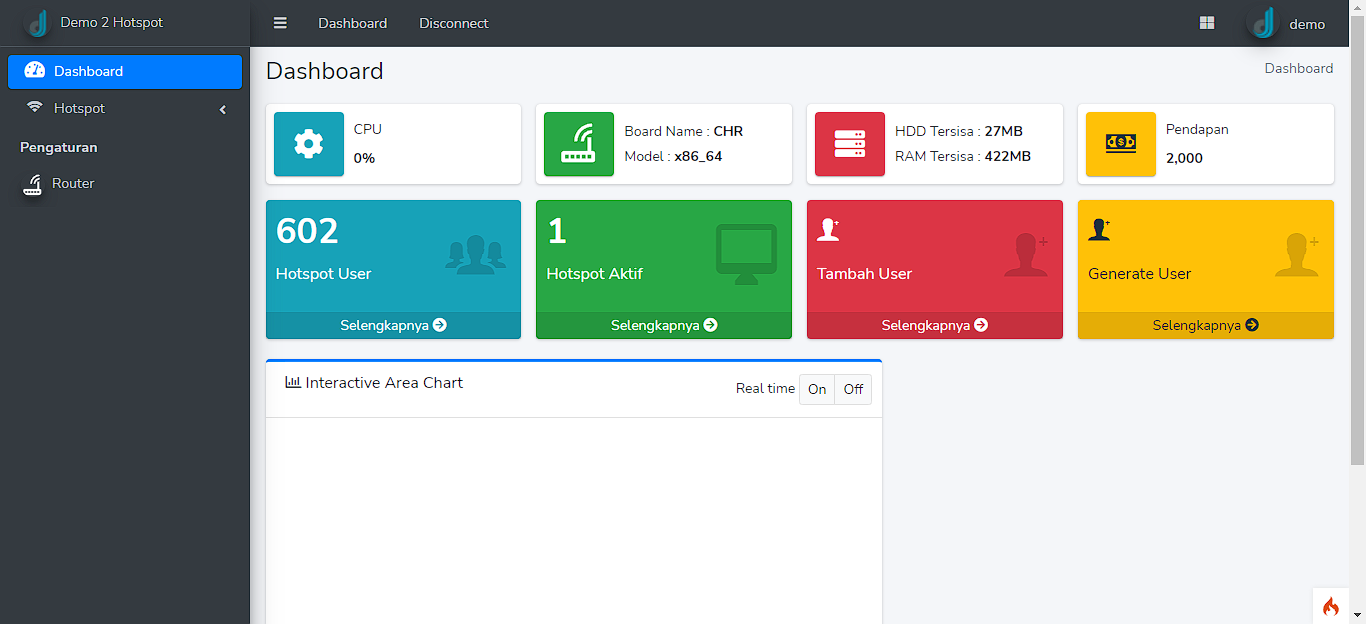 Demo 2 Hotspot
Dashboard
Disconnect
demo
Dashboard
Hotspot
Pengaturan
Router
Dashboard
Dashboard
CPU
0%
Board Name : CHR
Model : x86_64
HDD Tersisa : 27MB
RAM Tersisa : 422MB
Pendapan
2,000
602
Hotspot User
Selengkapnya
1
Hotspot Aktif
Selengkapnya
Tambah User
Selengkapnya
Generate User
Selengkapnya
Interactive Area Chart
Real time On Off